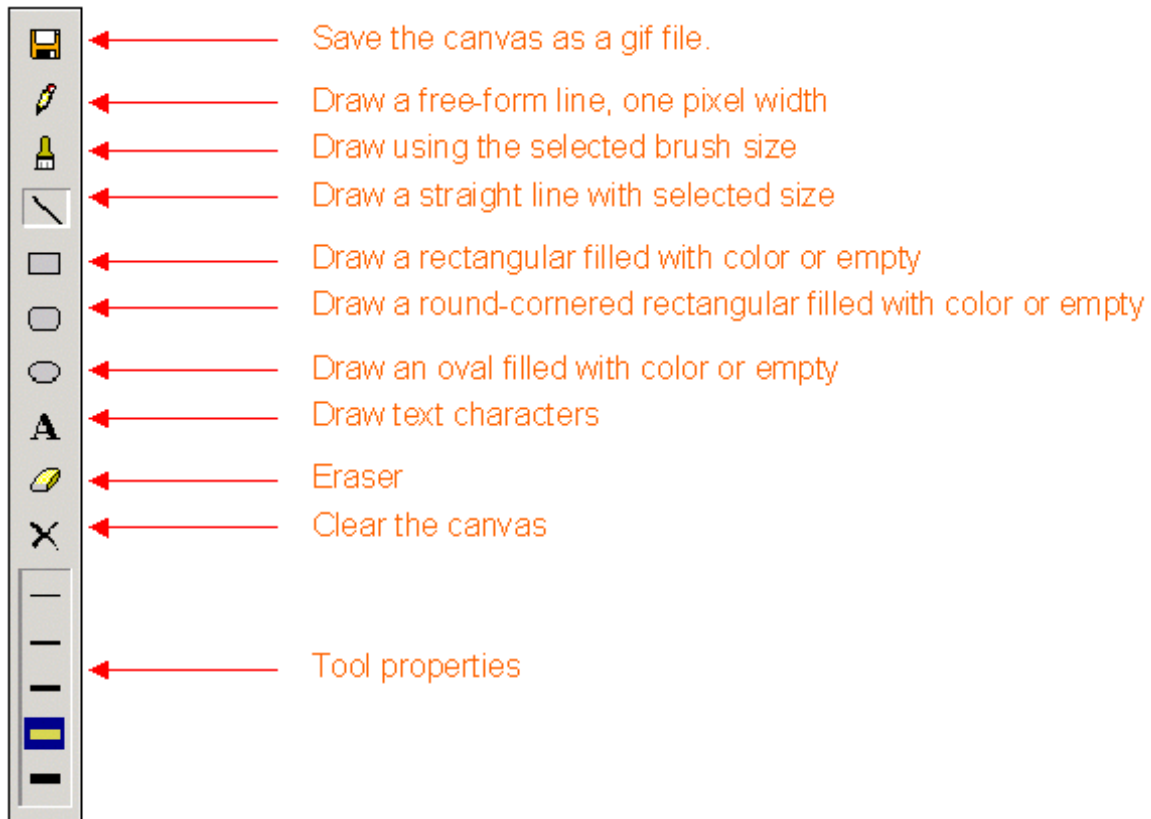 Save the canvas as a gif file.
Draw a free-form line, one pixel width
Draw using the selected brush size
Draw a straight line with selected size
Draw a rectangular filled with color or empty
Draw a round-cornered rectangular filled with color or empty
Draw an oval filled with color or empty
A
Draw text characters
Eraser
Clear the canvas
Tool properties